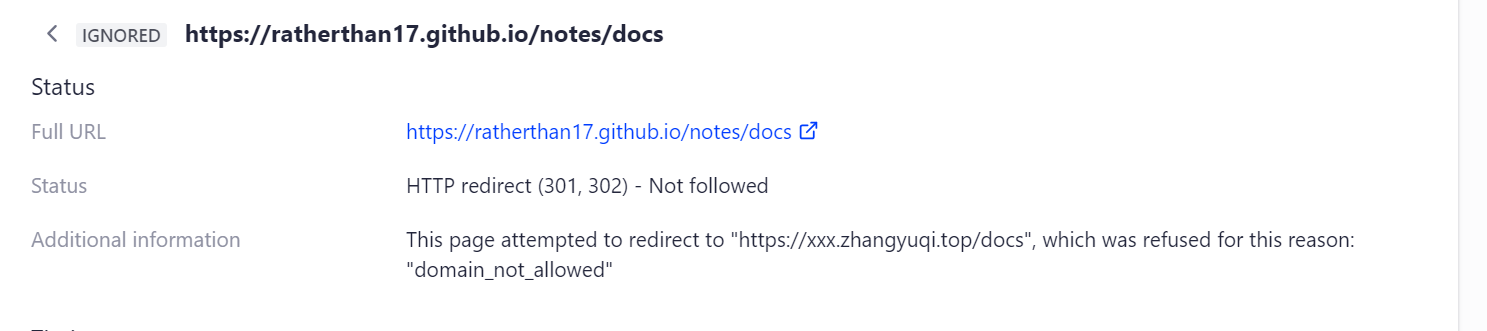 IGNORED https://ratherthan17.github.io/notes/docs
Status
Full URL https://ratherthan17.github.io/notes/docs
Status HTTP redirect (301, 302) - Not followed
Additional information This page attempted to redirect to "https://xxx.zhangyuqi.top/docs", which was refused for this reason:
"domain_not_allowed"